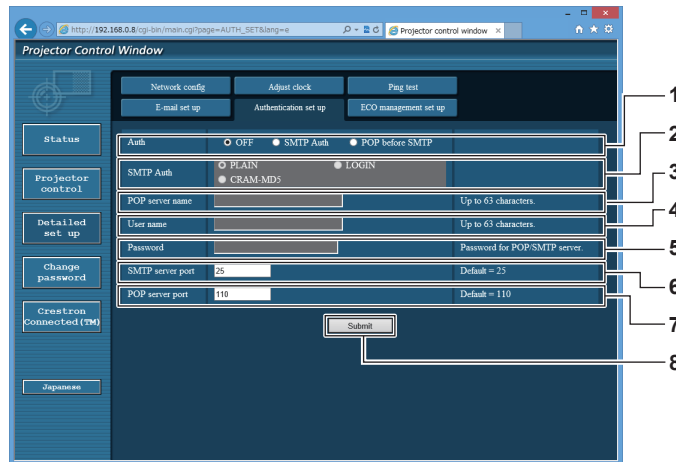 http://192.168.0.8/cgi-bin/main.cgi?page=AUTH_SET&lang=e
Projector control window
Projector Control Window
Network config
Adjust clock
Ping test
E-mail set up
Authentication set up
ECO management set up
Status
Projector
control
Detailed
set up
Change
password
Crestron
Connected(TM)
Japanese
Auth OFF SMTP Auth POP before SMTP
SMTP Auth PLAIN LOGIN
CRAM-MD5
POP server name Up to 63 characters.
User name Up to 63 characters.
Password Password for POP/SMTP server.
SMTP server port 25 Default = 25
POP server port 110 Default = 110
Submit
1
2
3
4
5
6
7
8